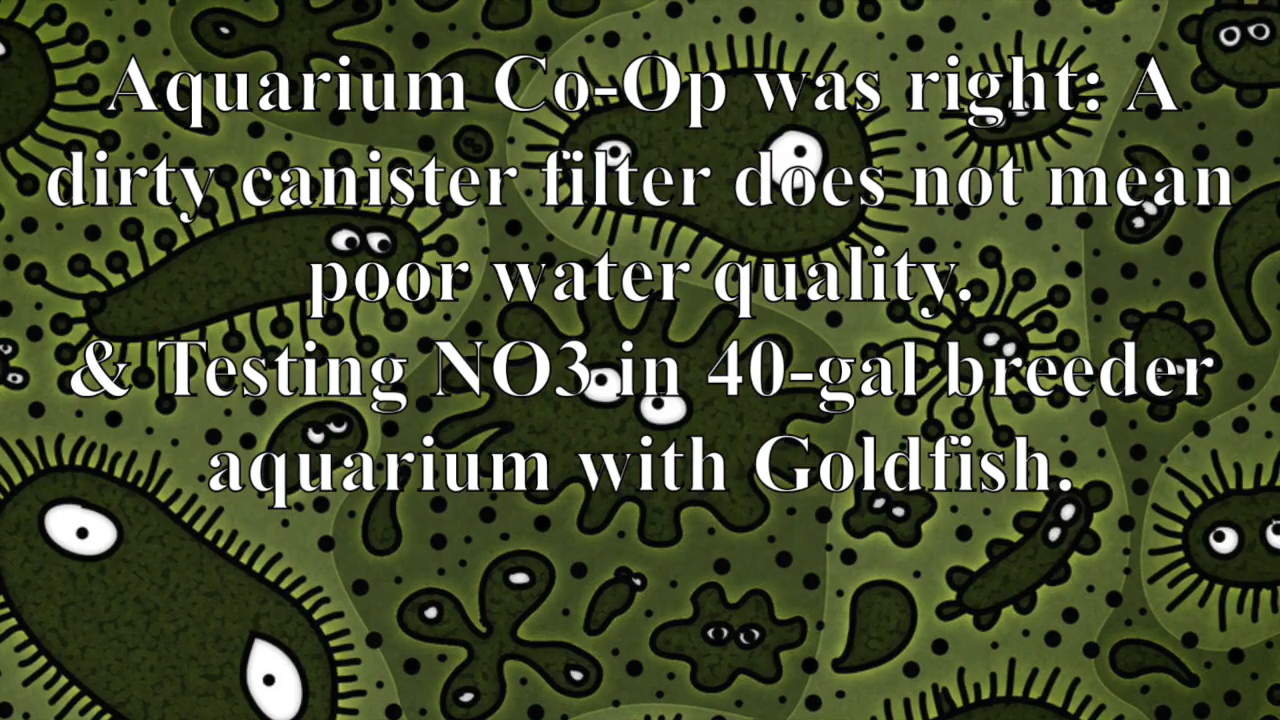 Aquarium Co-Op was right: A
dirty canister filter does not mean
poor water quality.
& Testing NO3 in 40-gal breeder
aquarium with Goldfish.